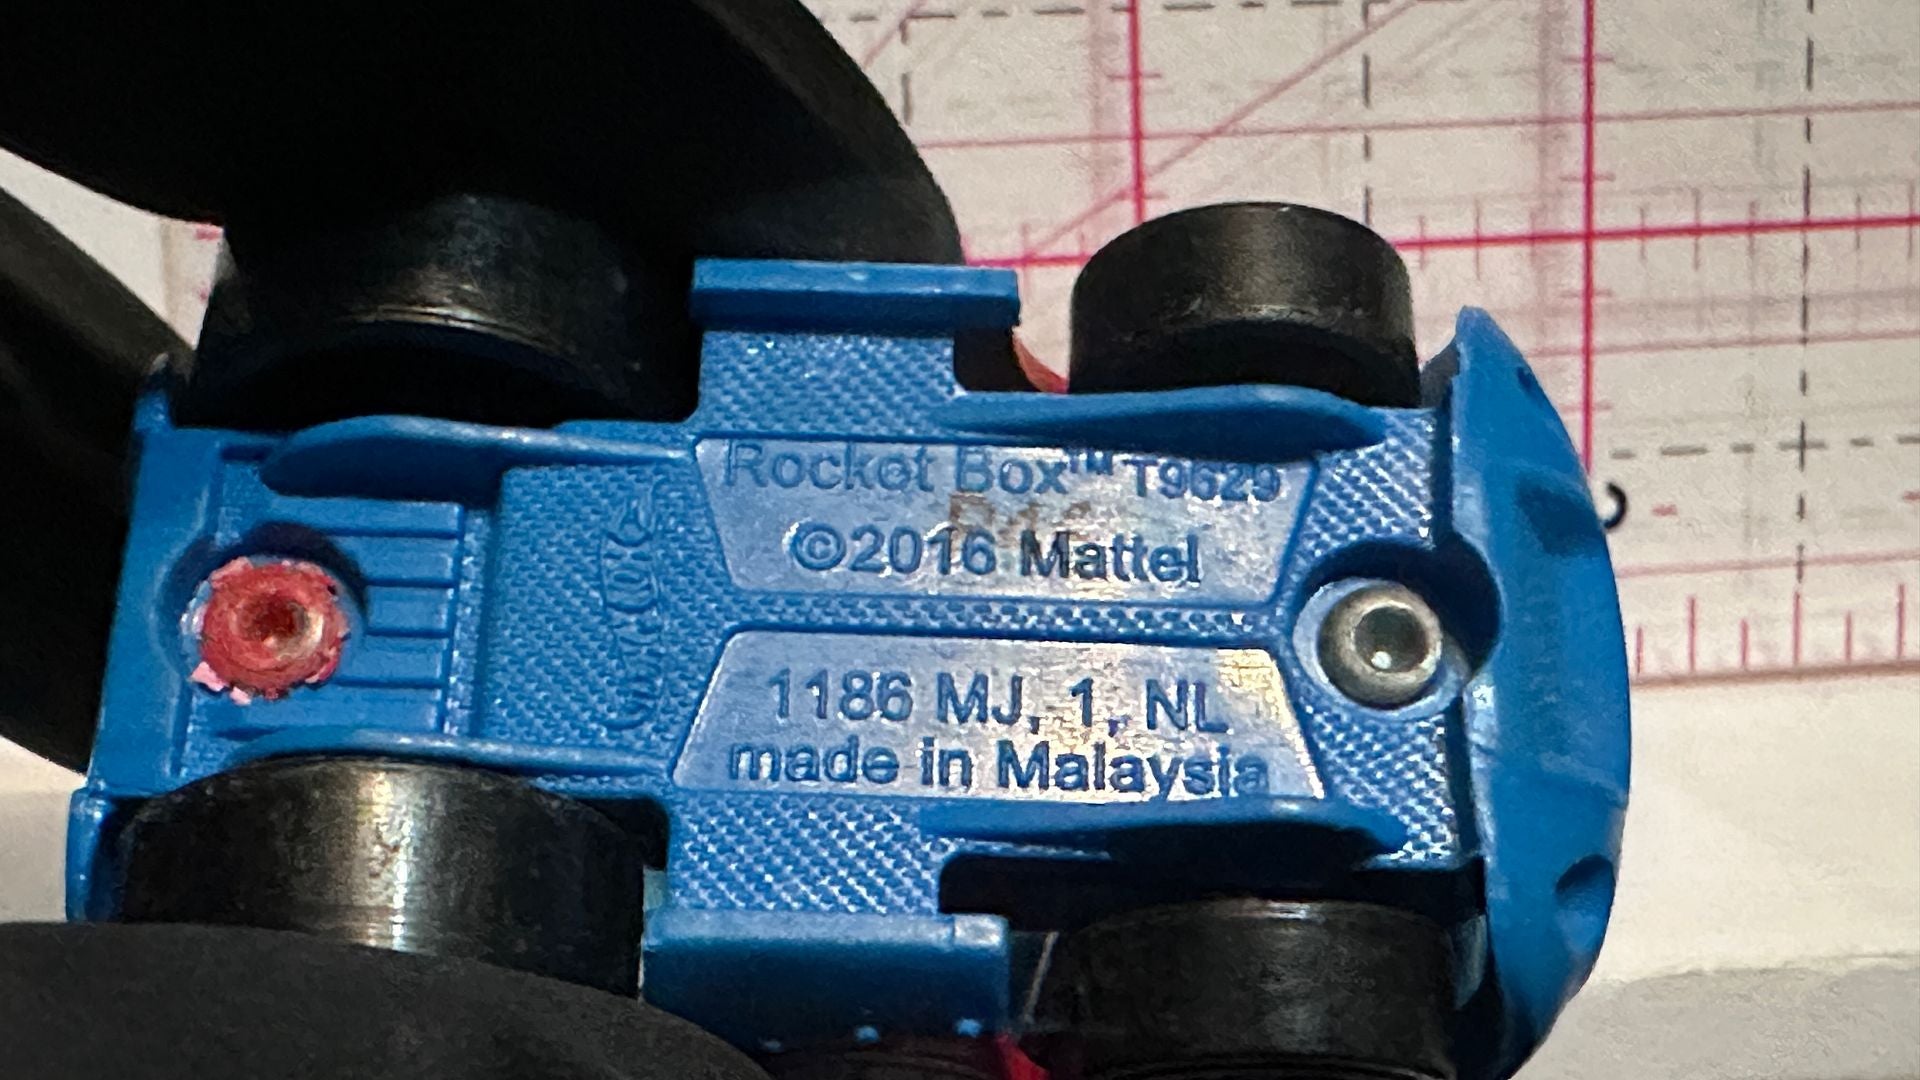 Rocket Box™ T9629
©2016 Mattel
1186 MJ, 1, NL
made in Malaysia